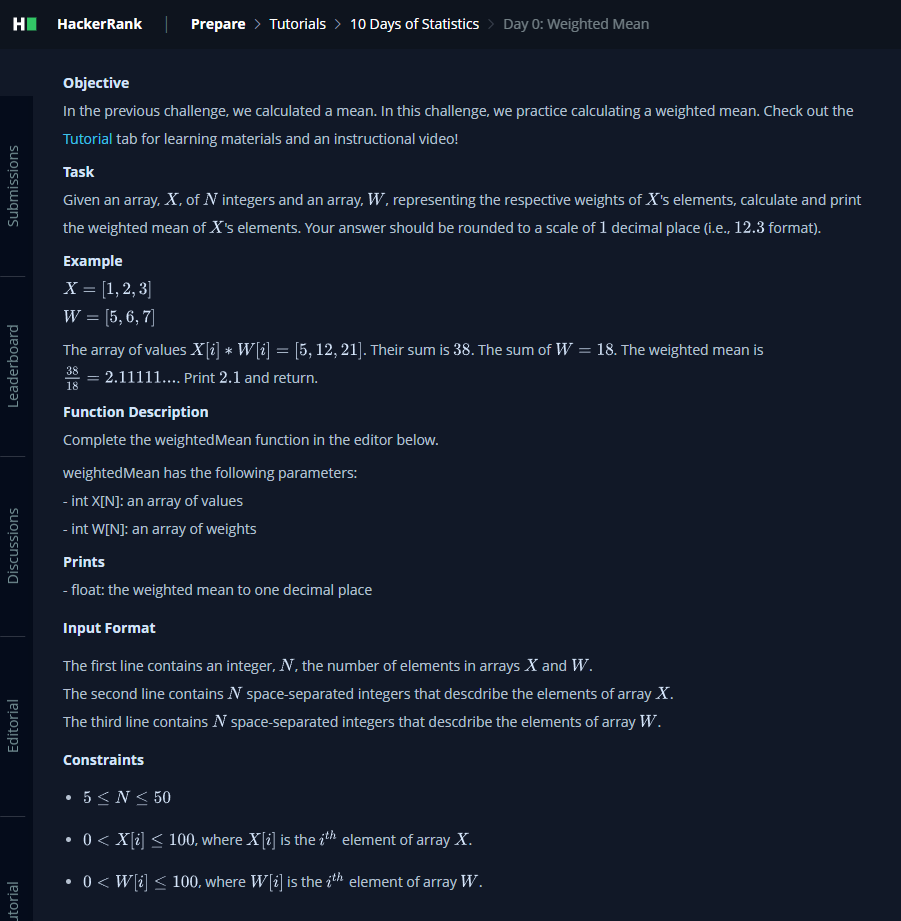 H HackerRank | Prepare > Tutorials > 10 Days of Statistics > Day 0: Weighted Mean
Objective
In the previous challenge, we calculated a mean. In this challenge, we practice calculating a weighted mean. Check out the
Tutorial tab for learning materials and an instructional video!
Task
Given an array, X, of N integers and an array, W, representing the respective weights of X's elements, calculate and print
the weighted mean of X's elements. Your answer should be rounded to a scale of 1 decimal place (i.e., 12.3 format).
Example
X = [1, 2, 3]
W = [5, 6, 7]
The array of values X[i] * W[i] = [5, 12, 21]. Their sum is 38. The sum of W = 18. The weighted mean is
38/18 = 2.11111.... Print 2.1 and return.
Function Description
Complete the weightedMean function in the editor below.
weightedMean has the following parameters:
- int X[N]: an array of values
- int W[N]: an array of weights
Prints
- float: the weighted mean to one decimal place
Input Format
The first line contains an integer, N, the number of elements in arrays X and W.
The second line contains N space-separated integers that descdribe the elements of array X.
The third line contains N space-separated integers that descdribe the elements of array W.
Constraints
• 5 ≤ N ≤ 50
• 0 < X[i] ≤ 100, where X[i] is the i^th element of array X.
• 0 < W[i] ≤ 100, where W[i] is the i^th element of array W.
Submissions
Leaderboard
Discussions
Editorial
utorial